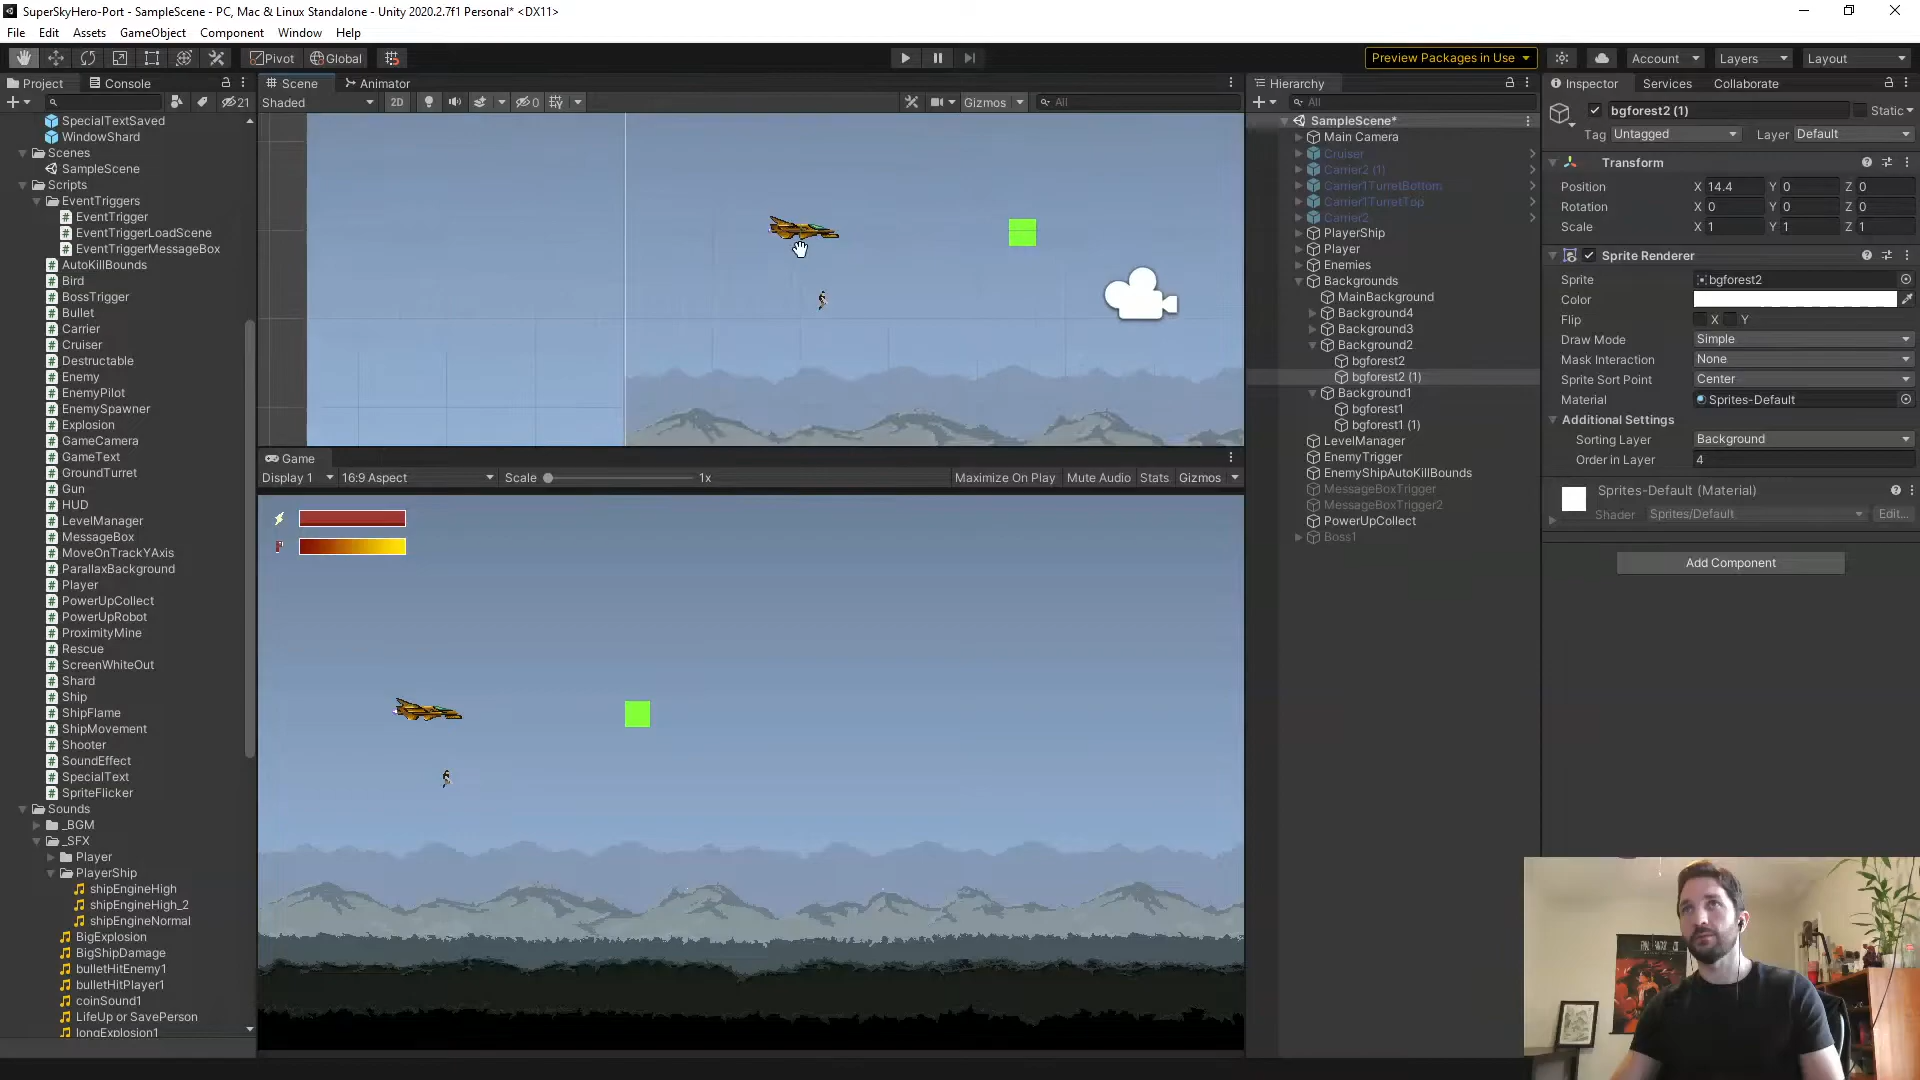 SuperSkyHero-Port - SampleScene - PC, Mac & Linux Standalone - Unity 2020.2.7f1 Personal* <DX11>
File Edit Assets GameObject Component Window Help
Pivot Global Preview Packages in Use Account Layers Layout
Project Console
21
SpecialTextSaved
WindowShard
Scenes
SampleScene
Scripts
EventTriggers
EventTrigger
EventTriggerLoadScene
EventTriggerMessageBox
AutoKillBounds
Bird
BossTrigger
Bullet
Carrier
Cruiser
Destructable
Enemy
EnemyPilot
EnemySpawner
Explosion
GameCamera
GameText
GroundTurret
Gun
HUD
LevelManager
MessageBox
MoveOnTrackYAxis
ParallaxBackground
Player
PowerUpCollect
PowerUpRobot
ProximityMine
Rescue
ScreenWhiteOut
Shard
Ship
ShipFlame
ShipMovement
Shooter
SoundEffect
SpecialText
SpriteFlicker
Sounds
_BGM
_SFX
Player
PlayerShip
shipEngineHigh
shipEngineHigh_2
shipEngineNormal
BigExplosion
BigShipDamage
bulletHitEnemy1
bulletHitPlayer1
coinSound1
LifeUp or SavePerson
longExplosion1
Scene Animator
Shaded 2D 0 Gizmos All
Game
Display 1 16:9 Aspect Scale 1x Maximize On Play Mute Audio Stats Gizmos
Hierarchy
All
SampleScene*
Main Camera
Cruiser
Carrier2 (1)
Carrier1TurretBottom
Carrier1TurretTop
Carrier2
PlayerShip
Player
Enemies
Backgrounds
MainBackground
Background4
Background3
Background2
bgforest2
bgforest2 (1)
Background1
bgforest1
bgforest1 (1)
LevelManager
EnemyTrigger
EnemyShipAutoKillBounds
MessageBoxTrigger
MessageBoxTrigger2
PowerUpCollect
Boss1
Inspector Services Collaborate
bgforest2 (1) Static
Tag Untagged Layer Default
Transform
Position X 14.4 Y 0 Z 0
Rotation X 0 Y 0 Z 0
Scale X 1 Y 1 Z 1
Sprite Renderer
Sprite bgforest2
Color
Flip X Y
Draw Mode Simple
Mask Interaction None
Sprite Sort Point Center
Material Sprites-Default
Additional Settings
Sorting Layer Background
Order in Layer 4
Sprites-Default (Material)
Shader Sprites/Default Edit...
Add Component